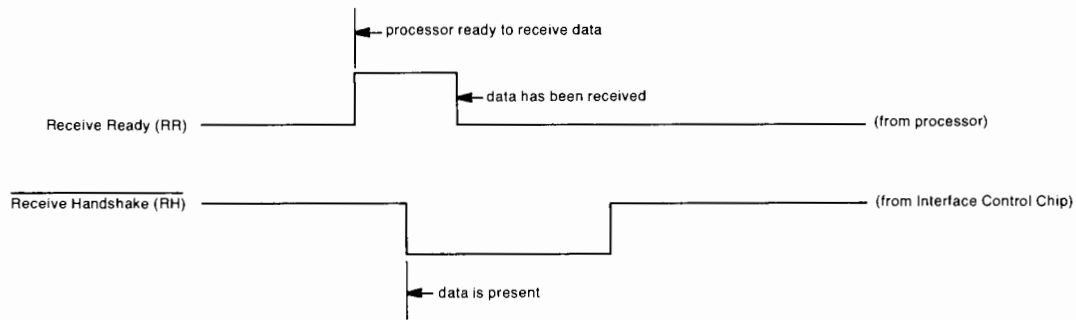 processor ready to receive data
data has been received
Receive Ready (RR)
(from processor)
Receive Handshake (RH)
(from Interface Control Chip)
data is present